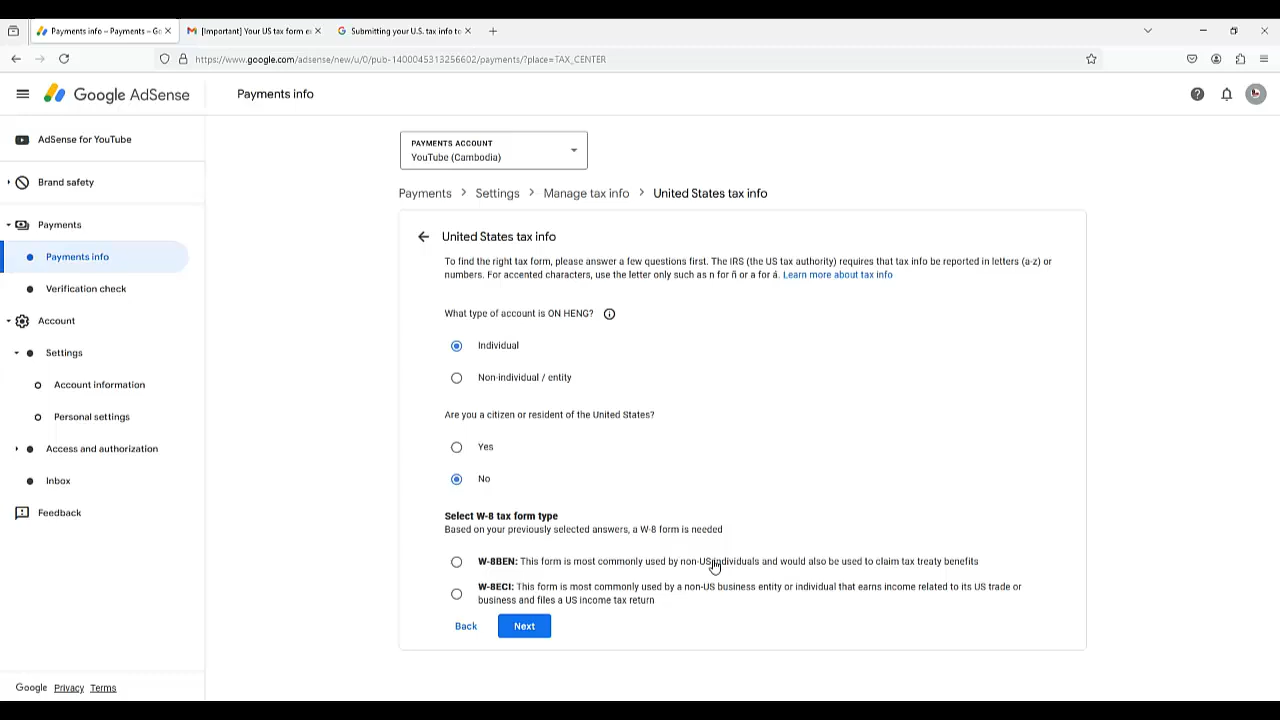 Payments info – Payments – Go
[Important] Your US tax form e
Submitting your U.S. tax info to
https://www.google.com/adsense/new/u/0/pub-1400045313256602/payments/?place=TAX_CENTER
Google AdSense
Payments info
AdSense for YouTube
Brand safety
Payments
Payments info
Verification check
Account
Settings
Account information
Personal settings
Access and authorization
Inbox
Feedback
Google Privacy Terms
PAYMENTS ACCOUNT
YouTube (Cambodia)
Payments > Settings > Manage tax info > United States tax info
United States tax info
To find the right tax form, please answer a few questions first. The IRS (the US tax authority) requires that tax info be reported in letters (a-z) or
numbers. For accented characters, use the letter only such as n for ñ or a for á. Learn more about tax info
What type of account is ON HENG?
Individual
Non-individual / entity
Are you a citizen or resident of the United States?
Yes
No
Select W-8 tax form type
Based on your previously selected answers, a W-8 form is needed
W-8BEN: This form is most commonly used by non-US individuals and would also be used to claim tax treaty benefits
W-8ECI: This form is most commonly used by a non-US business entity or individual that earns income related to its US trade or
business and files a US income tax return
Back
Next